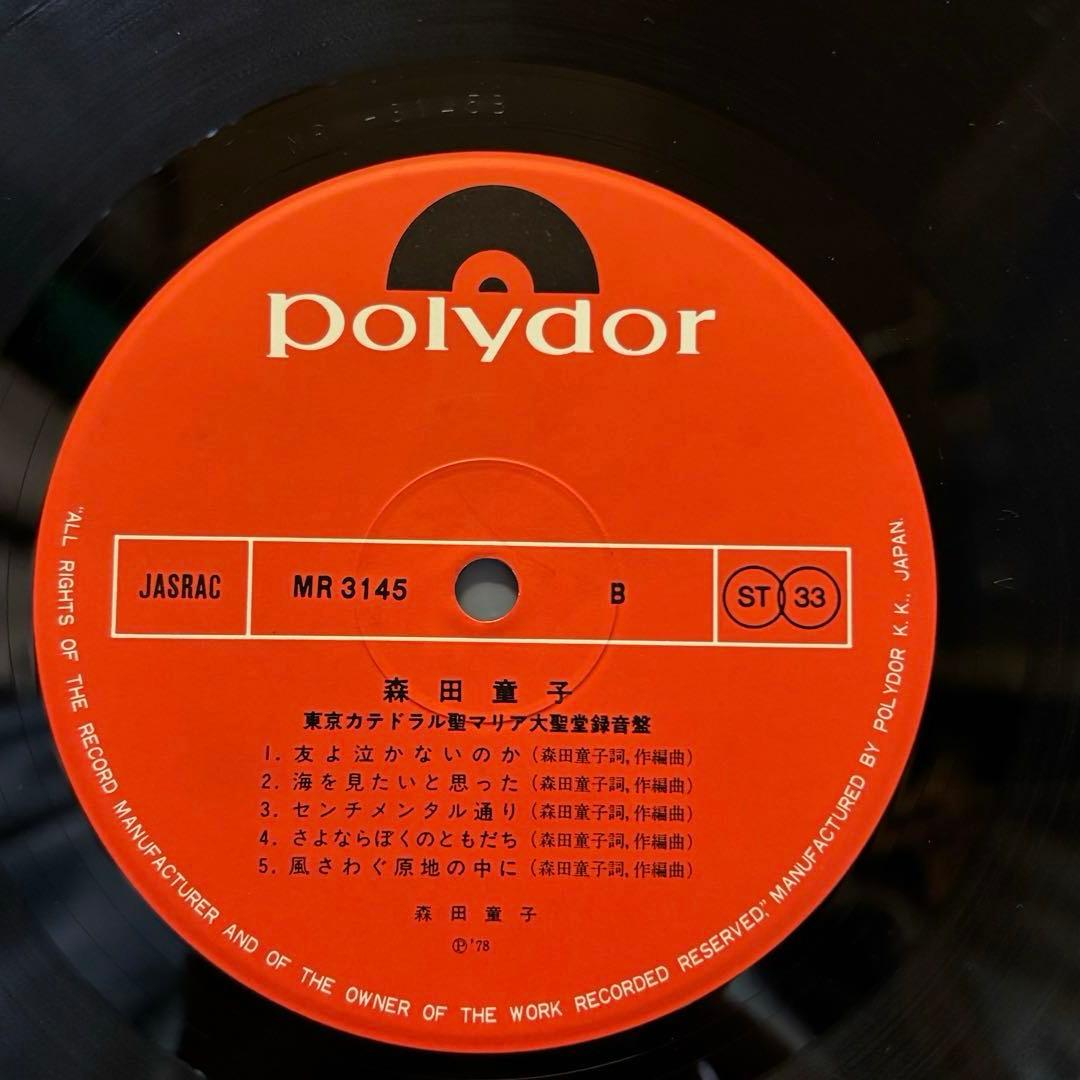 polydor
JASRAC
MR 3145
B
ST 33
森田童子
東京カテドラル聖マリア大聖堂録音盤
1. 友よ泣かないのか (森田童子詞,作編曲)
2. 海を見たいと思った (森田童子詞,作編曲)
3. センチメンタル通り (森田童子詞,作編曲)
4. さよならぼくのともだち (森田童子詞,作編曲)
5. 風さわぐ原地の中に (森田童子詞,作編曲)
森田童子
Ⓟ'78
"ALL RIGHTS OF THE RECORD MANUFACTURER AND OF THE OWNER OF THE WORK RECORDED RESERVED," MANUFACTURED BY POLYDOR K. K., JAPAN.